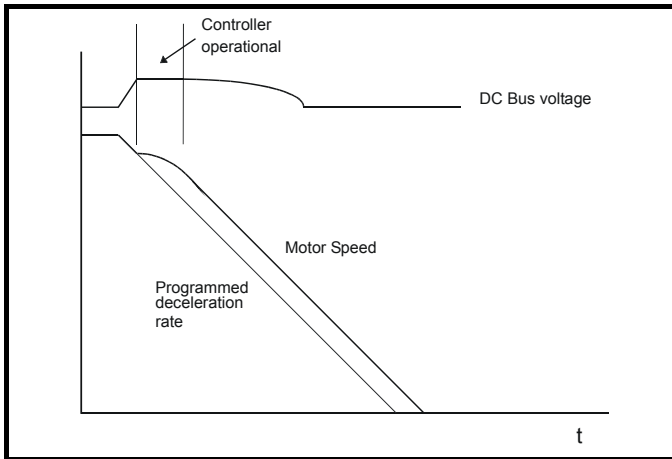 Controller
operational
DC Bus voltage
Motor Speed
Programmed
deceleration
rate
t